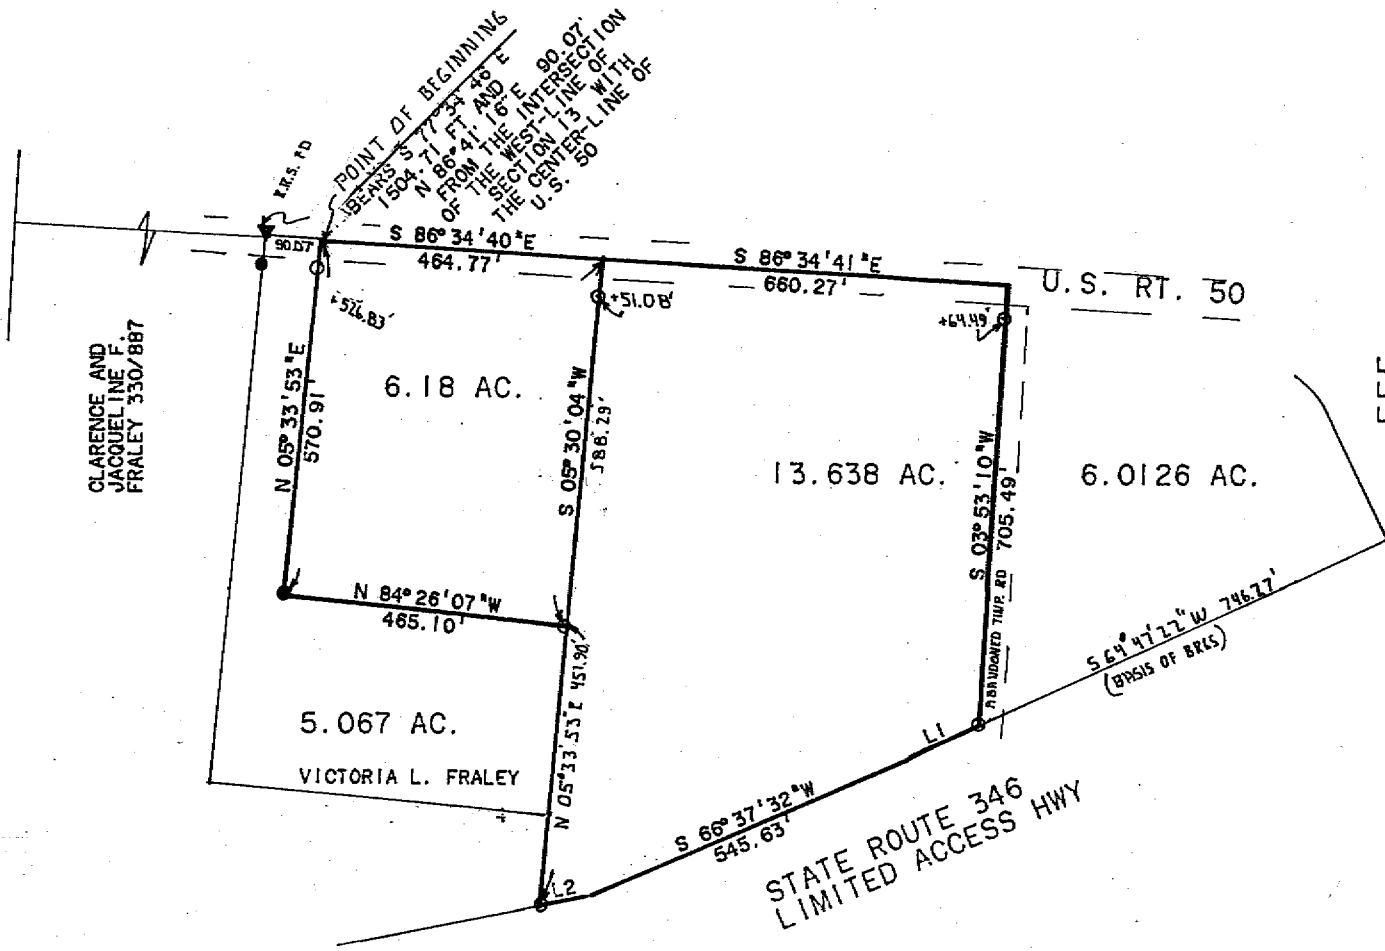 POINT OF BEGINNING
BEARS S 77° 34' 46" E
1504.71 FT AND
N 86° 41' 16" E 90.07'
FROM THE INTERSECTION
OF THE WEST-LINE OF
SECTION 13 WITH
THE CENTER-LINE OF
U.S. 50
90.07'
S 86° 34' 40" E
464.77'
S 86° 34' 41" E
660.27'
U.S. RT. 50
+526.83'
+51.08'
+64.49'
CLARENCE AND
JACQUELINE F.
FRALEY 330/887
N 05° 33' 53" E
570.91'
6.18 AC.
S 05° 30' 04" W
588.29'
13.638 AC.
S 03° 53' 10" W
705.49'
ABANDONED TWP. RD
6.0126 AC.
N 84° 26' 07" W
465.10'
S 64° 47' 22" W 746.27'
(BASIS OF BRGS)
5.067 AC.
VICTORIA L. FRALEY
N 05° 33' 53" E 451.90'
L1
S 66° 37' 32" W
545.63'
L2
STATE ROUTE 346
LIMITED ACCESS HWY